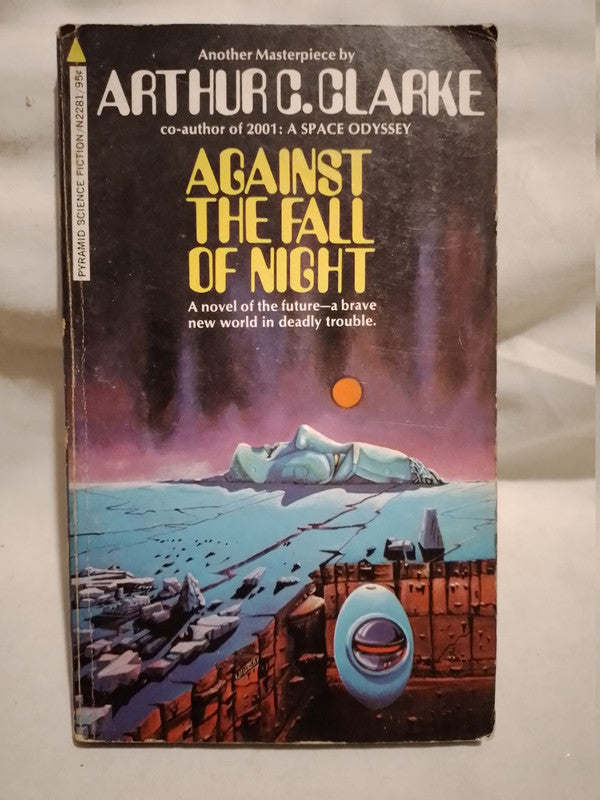 Another Masterpiece by
ARTHUR C. CLARKE
co-author of 2001: A SPACE ODYSSEY
AGAINST
THE FALL
OF NIGHT
A novel of the future—a brave
new world in deadly trouble.
PYRAMID SCIENCE FICTION/N2281/95¢